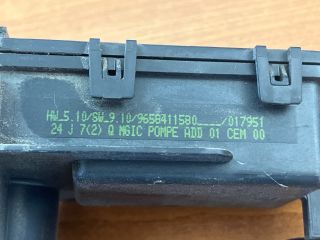 HW_5.10/SW_9.10/9658411580____/017951
24 J 7(2) Q MGIC POMPE ADD 01 CEM 00